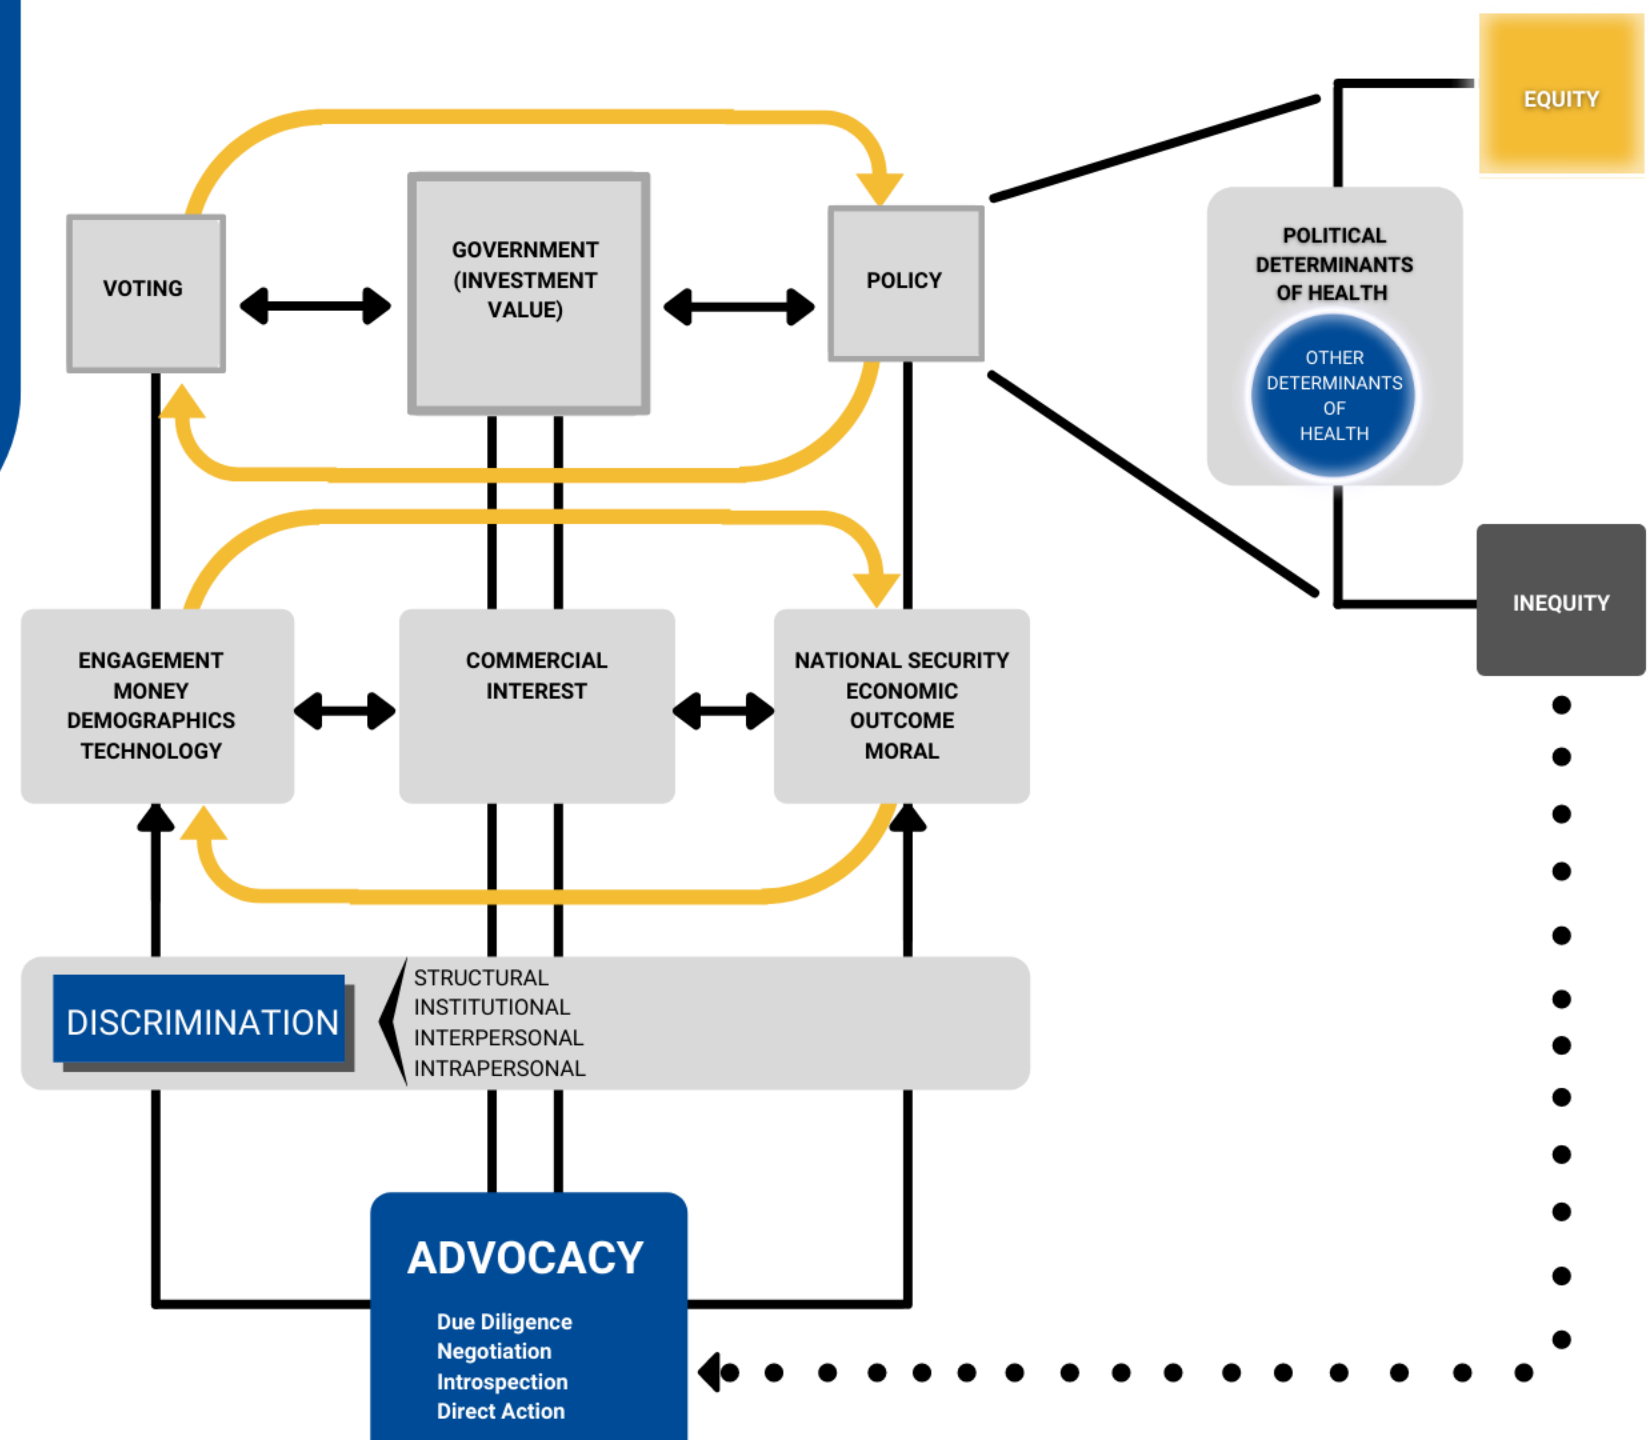 EQUITY
VOTING
GOVERNMENT
(INVESTMENT
VALUE)
POLICY
POLITICAL
DETERMINANTS
OF HEALTH
OTHER
DETERMINANTS
OF
HEALTH
INEQUITY
ENGAGEMENT
MONEY
DEMOGRAPHICS
TECHNOLOGY
COMMERCIAL
INTEREST
NATIONAL SECURITY
ECONOMIC
OUTCOME
MORAL
DISCRIMINATION
STRUCTURAL
INSTITUTIONAL
INTERPERSONAL
INTRAPERSONAL
ADVOCACY
Due Diligence
Negotiation
Introspection
Direct Action